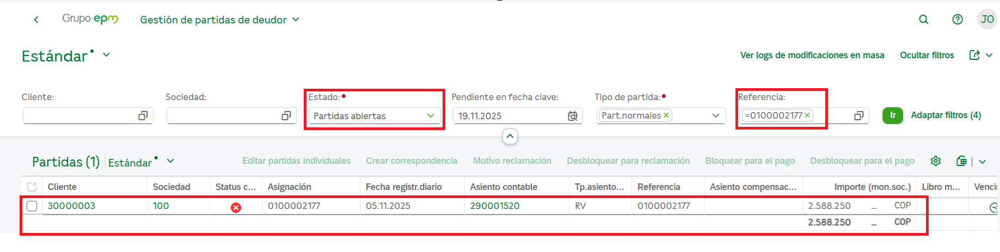 Grupo·epm
Gestión de partidas de deudor
JO
Estándar
Ver logs de modificaciones en masa
Ocultar filtros
Cliente:
Sociedad:
Estado:
Pendiente en fecha clave:
Tipo de partida:
Referencia:
Partidas abiertas
19.11.2025
Part.normales
=0100002177
Ir
Adaptar filtros (4)
Partidas (1)
Estándar
Editar partidas individuales
Crear correspondencia
Motivo reclamación
Desbloquear para reclamación
Bloquear para el pago
Desbloquear para el pago
Cliente Sociedad Status c... Asignación Fecha registr.diario Asiento contable Tp.asiento... Referencia Asiento compensac... Importe (mon.soc.) Libro m... Venci
30000003 100 0100002177 05.11.2025 290001520 RV 0100002177 2.588.250 ... COP
2.588.250 ... COP